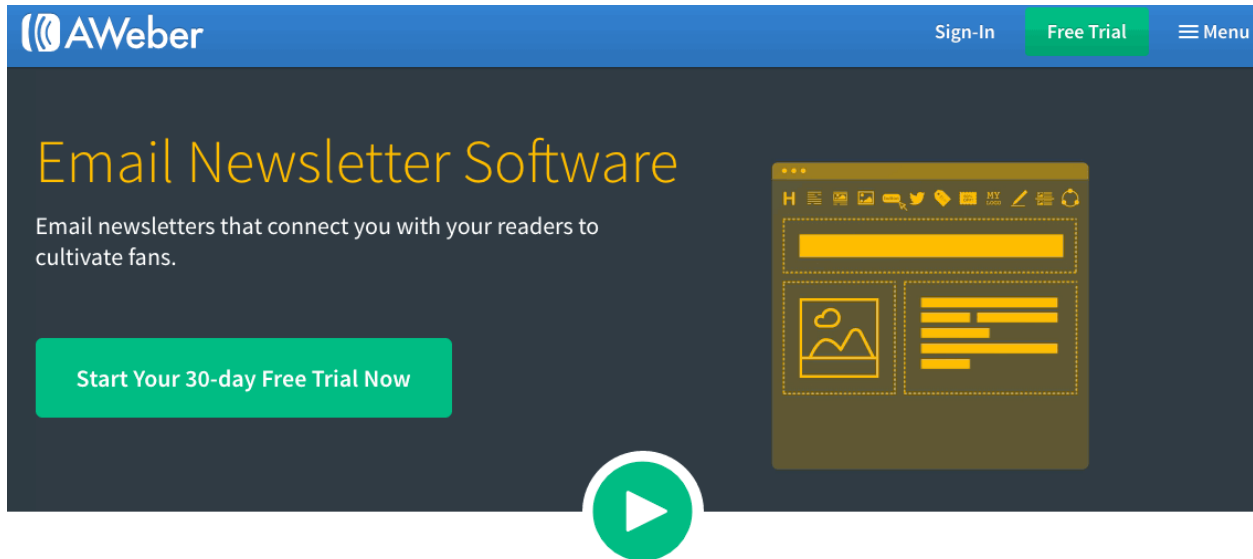 AWeber
Sign-In
Free Trial
Menu
Email Newsletter Software
Email newsletters that connect you with your readers to
cultivate fans.
H
MY
LOGO
Start Your 30-day Free Trial Now